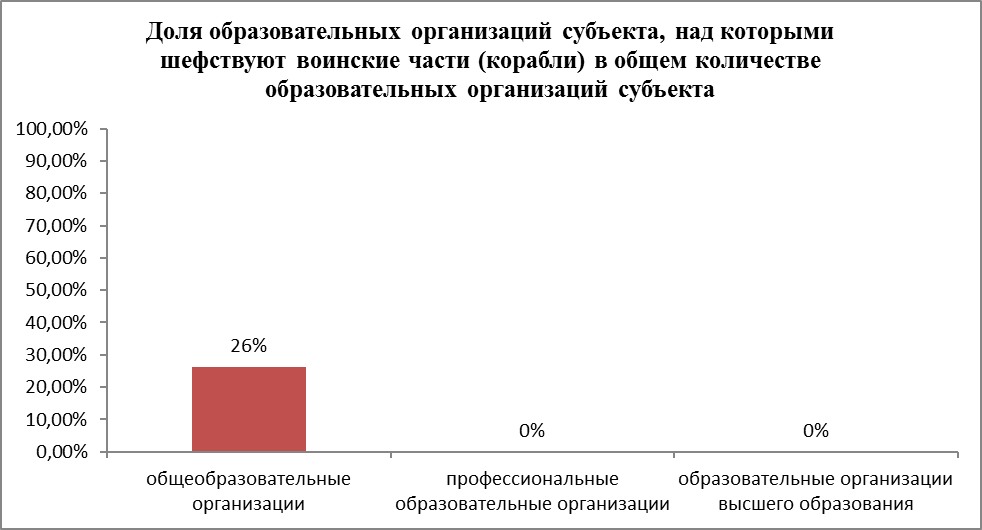 Доля образовательных организаций субъекта, над которыми
шефствуют воинские части (корабли) в общем количестве
образовательных организаций субъекта
100,00%
90,00%
80,00%
70,00%
60,00%
50,00%
40,00%
30,00%
20,00%
10,00%
0,00%
26%
0%
0%
общеобразовательные
организации
профессиональные
образовательные организации
образовательные организации
высшего образования